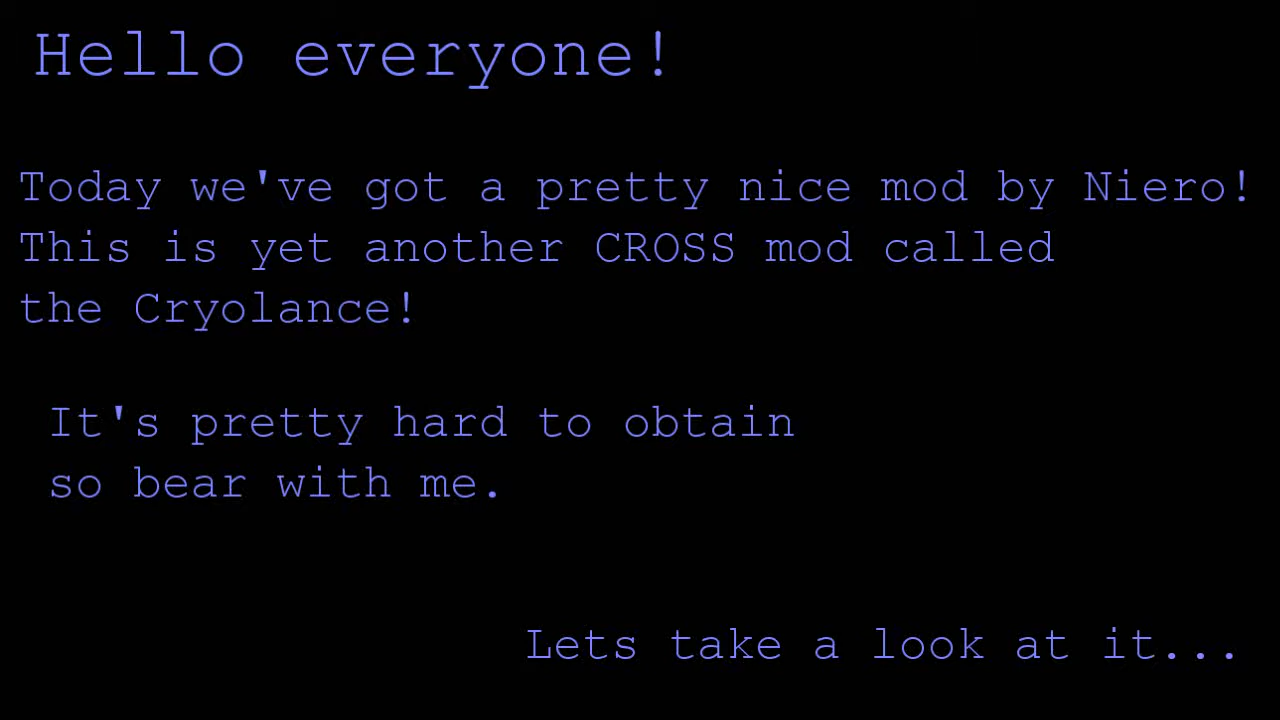 Hello everyone!
Today we've got a pretty nice mod by Niero!
This is yet another CROSS mod called
the Cryolance!
It's pretty hard to obtain
so bear with me.
Lets take a look at it...